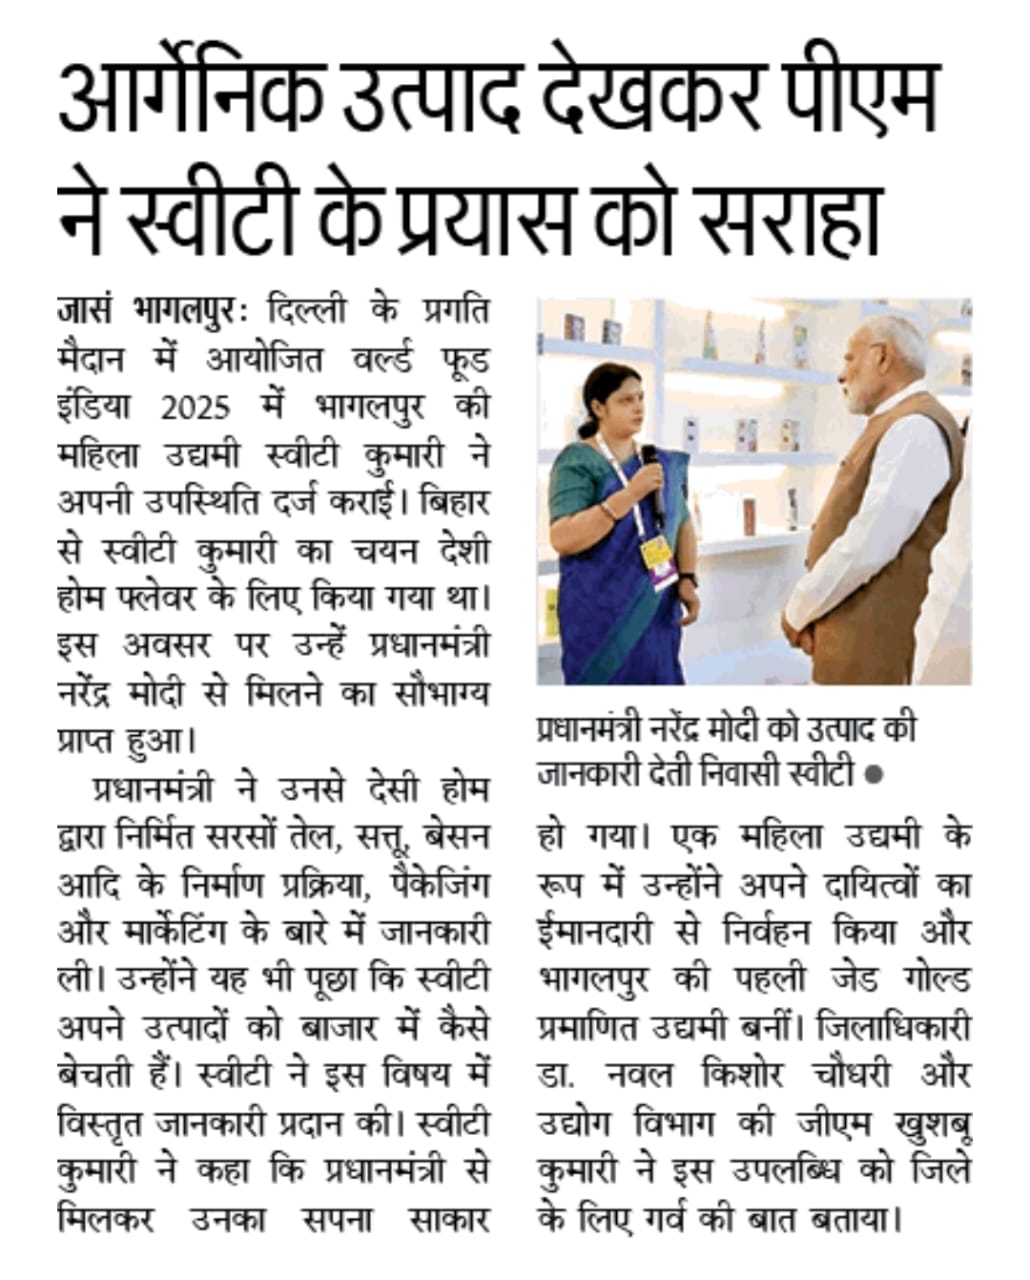 आर्गेनिक उत्पाद देखकर पीएम
ने स्वीटी के प्रयास को सराहा
जासं भागलपुर: दिल्ली के प्रगति
मैदान में आयोजित वर्ल्ड फूड
इंडिया 2025 में भागलपुर की
महिला उद्यमी स्वीटी कुमारी ने
अपनी उपस्थिति दर्ज कराई। बिहार
से स्वीटी कुमारी का चयन देशी
होम फ्लेवर के लिए किया गया था।
इस अवसर पर उन्हें प्रधानमंत्री
नरेंद्र मोदी से मिलने का सौभाग्य
प्राप्त हुआ।
प्रधानमंत्री ने उनसे देसी होम
द्वारा निर्मित सरसों तेल, सत्तू, बेसन
आदि के निर्माण प्रक्रिया, पैकेजिंग
और मार्केटिंग के बारे में जानकारी
ली। उन्होंने यह भी पूछा कि स्वीटी
अपने उत्पादों को बाजार में कैसे
बेचती हैं। स्वीटी ने इस विषय में
विस्तृत जानकारी प्रदान की। स्वीटी
कुमारी ने कहा कि प्रधानमंत्री से
मिलकर उनका सपना साकार
प्रधानमंत्री नरेंद्र मोदी को उत्पाद की
जानकारी देती निवासी स्वीटी ●
हो गया। एक महिला उद्यमी के
रूप में उन्होंने अपने दायित्वों का
ईमानदारी से निर्वहन किया और
भागलपुर की पहली जेड गोल्ड
प्रमाणित उद्यमी बनीं। जिलाधिकारी
डा. नवल किशोर चौधरी और
उद्योग विभाग की जीएम खुशबू
कुमारी ने इस उपलब्धि को जिले
के लिए गर्व की बात बताया।